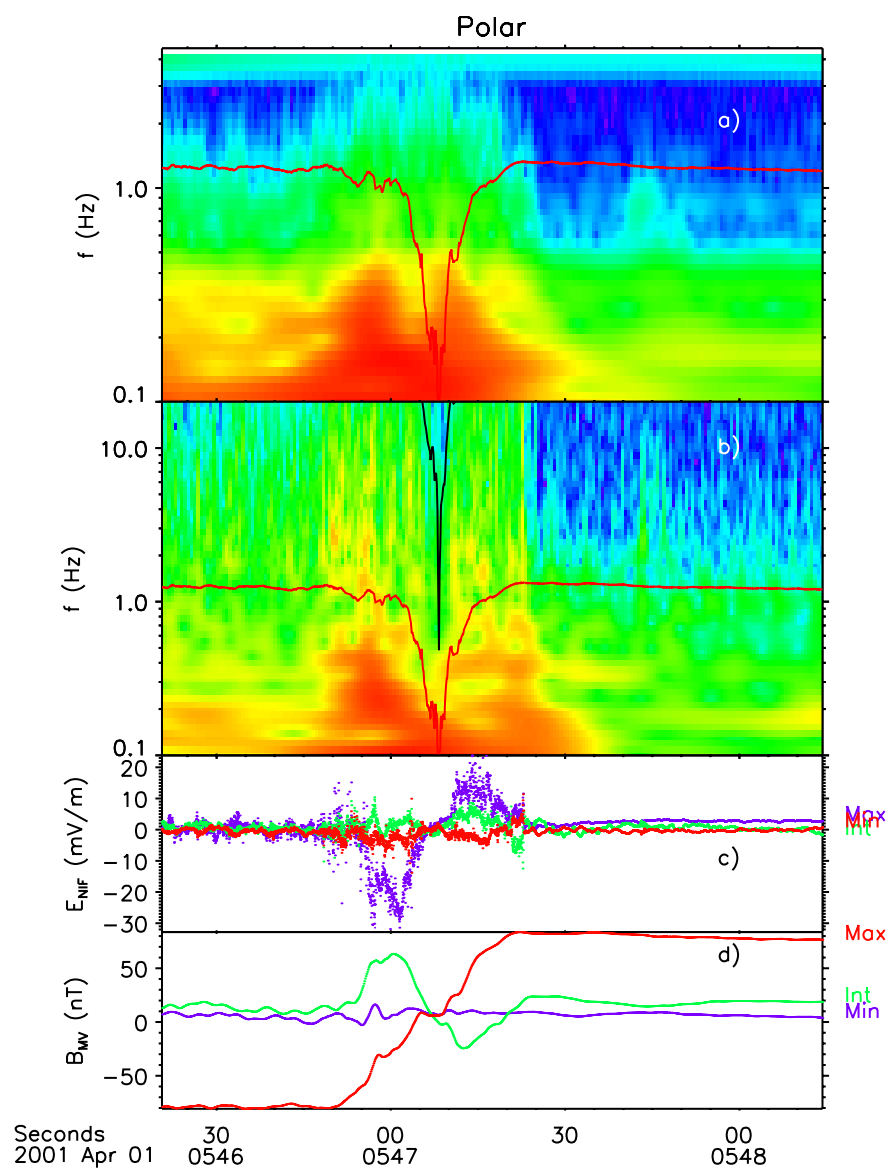 Polar
a)
1.0
f (Hz)
0.1
b)
10.0
f (Hz)
1.0
0.1
20
10
0
−10
−20
−30
E_NIF (mV/m)
c)
Max
Min
Int
d)
Max
50
0
−50
B_MV (nT)
Int
Min
Seconds 30 00 30 00
2001 Apr 01 0546 0547 0548